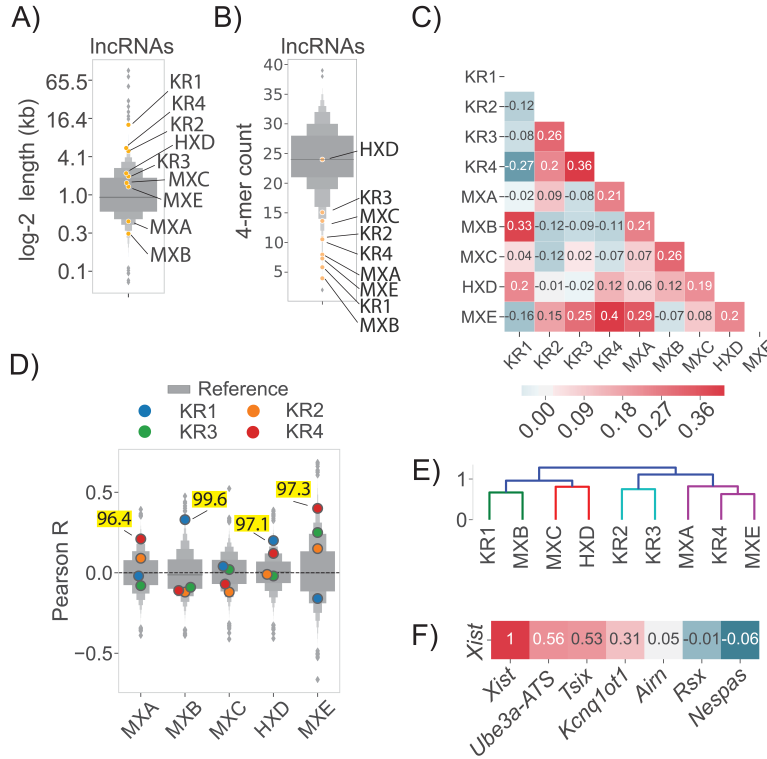 A)
lncRNAs
log-2 length (kb)
65.5
16.4
4.1
1.0
0.3
0.1
KR1
KR4
KR2
HXD
KR3
MXC
MXE
MXA
MXB
B)
lncRNAs
4-mer count
40
35
30
25
20
15
10
5
HXD
KR3
MXC
KR2
KR4
MXA
MXE
KR1
MXB
C)
KR1
KR2 -0.12
KR3 -0.08 0.26
KR4 -0.27 0.2 0.36
MXA -0.02 0.09 -0.08 0.21
MXB 0.33 -0.12 -0.09 -0.11 0.21
MXC 0.04 -0.12 0.02 -0.07 0.07 0.26
HXD 0.2 -0.01 -0.02 0.12 0.06 0.12 0.19
MXE -0.16 0.15 0.25 0.4 0.29 -0.07 0.08 0.2
KR1 KR2 KR3 KR4 MXA MXB MXC HXD MXE
0.00 0.09 0.18 0.27 0.36
D)
Reference
KR1 KR2
KR3 KR4
Pearson R
0.5
0.0
−0.5
96.4
99.6
97.1
97.3
MXA MXB MXC HXD MXE
E)
1
0
KR1 MXB MXC HXD KR2 KR3 MXA KR4 MXE
F)
Xist
1 0.56 0.53 0.31 0.05 -0.01 -0.06
Xist Ube3a-ATS Tsix Kcnq1ot1 Airn Rsx Nespas